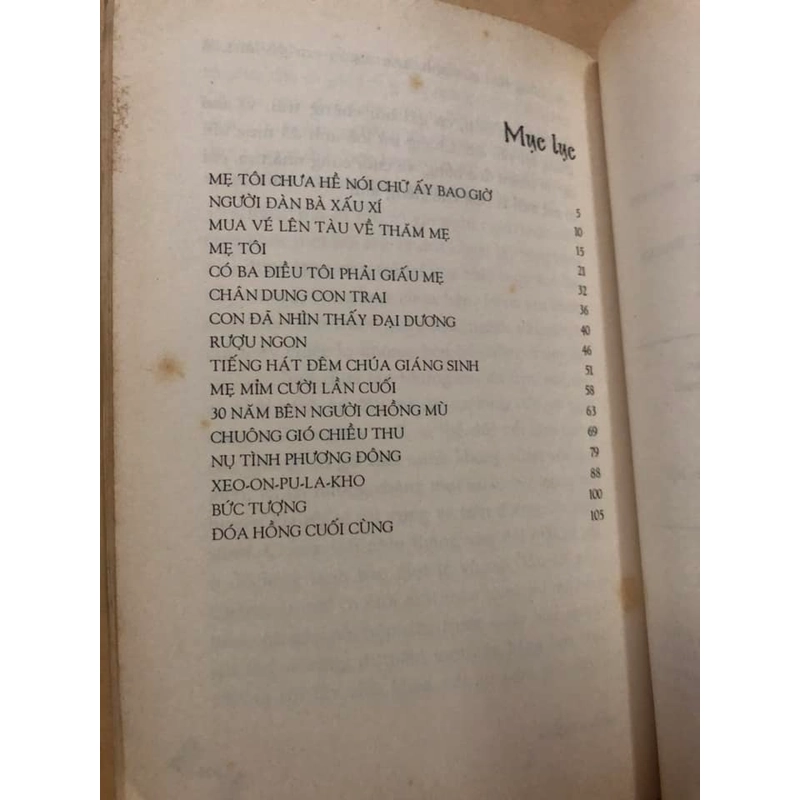 Mục lục
MẸ TÔI CHƯA HỀ NÓI CHỮ ẤY BAO GIỜ 5
NGƯỜI ĐÀN BÀ XẤU XÍ 10
MUA VÉ LÊN TÀU VỀ THĂM MẸ 15
MẸ TÔI 21
CÓ BA ĐIỀU TÔI PHẢI GIẤU MẸ 32
CHÂN DUNG CON TRAI 36
CON ĐÃ NHÌN THẤY ĐẠI DƯƠNG 40
RƯỢU NGON 46
TIẾNG HÁT ĐÊM CHÚA GIÁNG SINH 51
MẸ MỈM CƯỜI LẦN CUỐI 58
30 NĂM BÊN NGƯỜI CHỒNG MÙ 63
CHUÔNG GIÓ CHIỀU THU 69
NỤ TÌNH PHƯƠNG ĐÔNG 79
XEO-ON-PU-LA-KHO 88
BỨC TƯỢNG 100
ĐÓA HỒNG CUỐI CÙNG 105